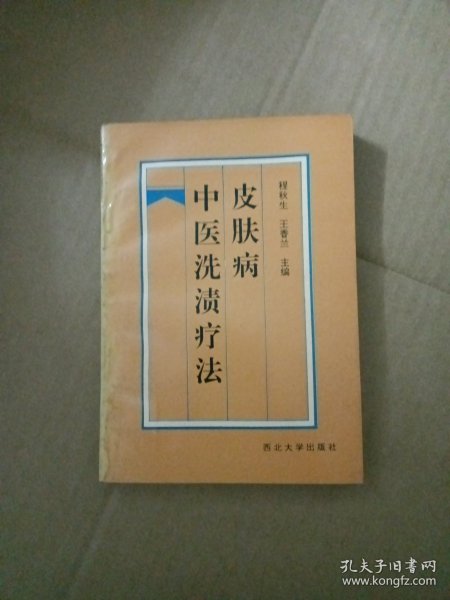 程秋生 王香兰 主编
皮肤病
中医洗渍疗法
西北大学出版社
孔夫子旧书网
www.kongfz.com